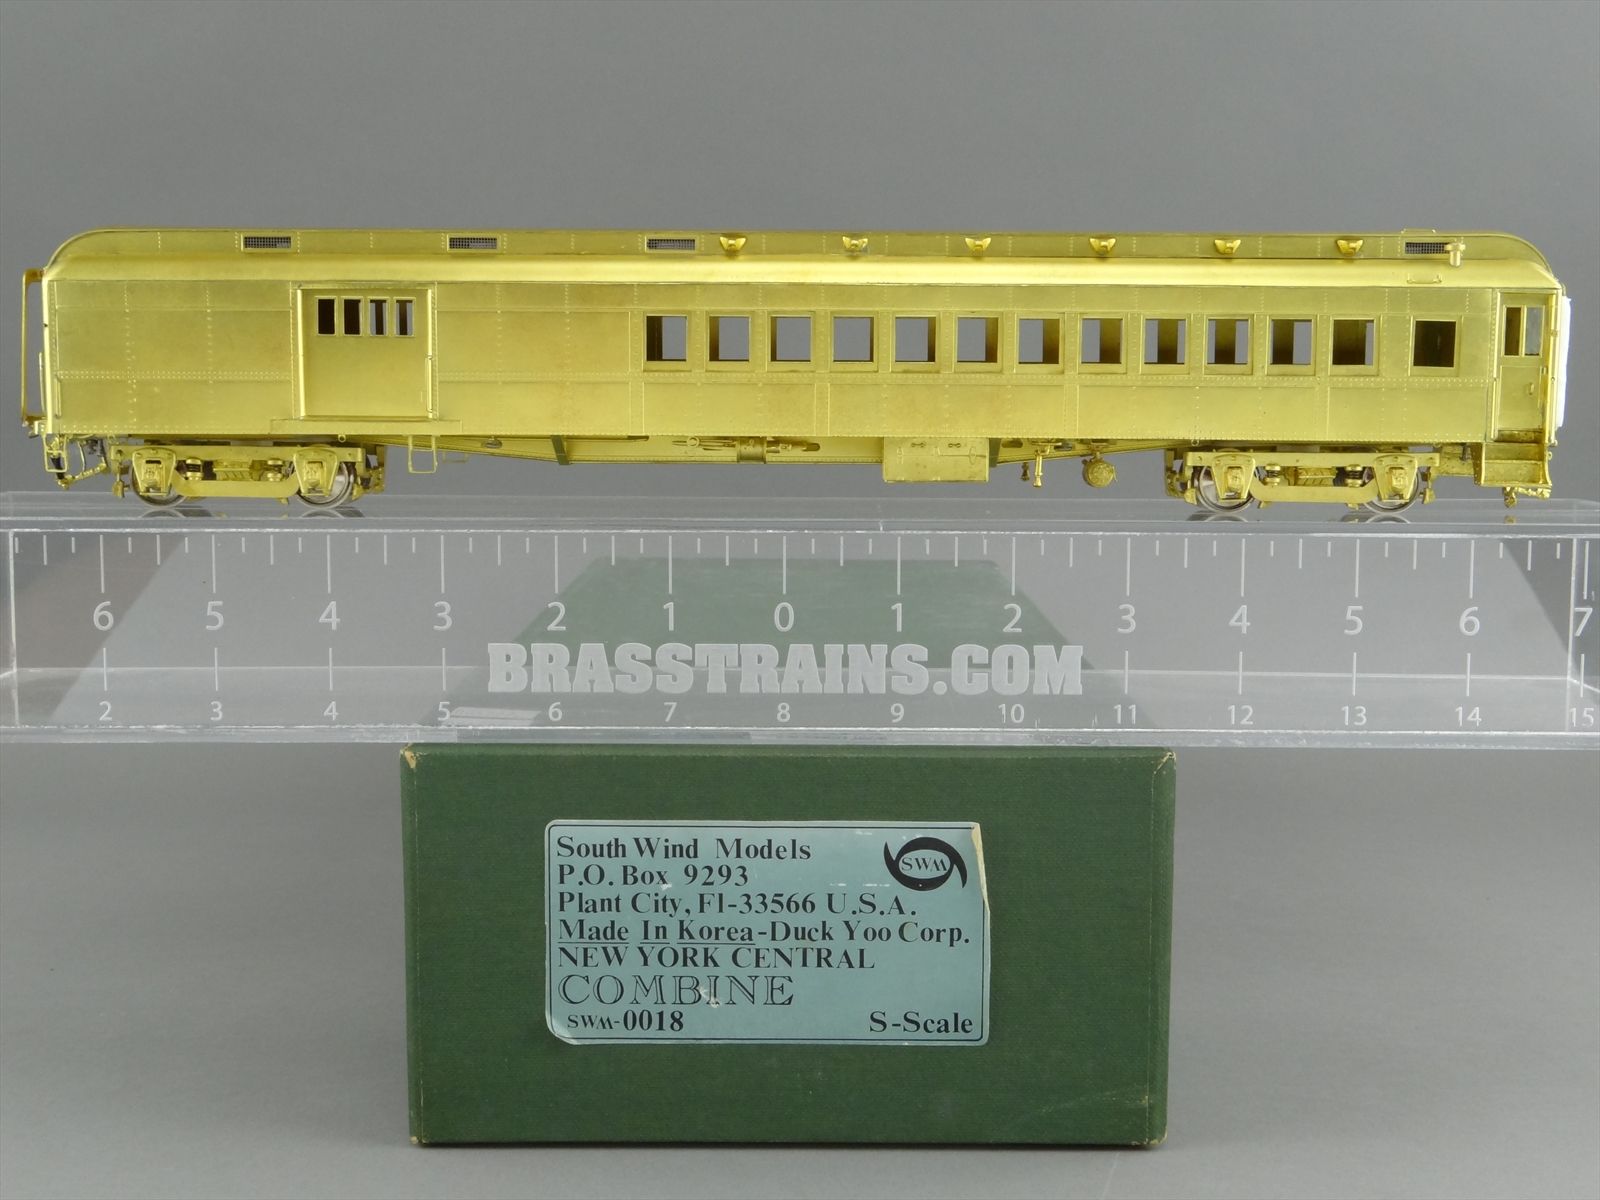 6 5 4 3 2 1 0 1 2 3 4 5 6 7
BRASSTRAINS.COM
2 3 4 5 6 7 8 9 10 11 12 13 14 15
South Wind Models
SWM
P.O. Box 9293
Plant City, Fl-33566 U.S.A.
Made In Korea-Duck Yoo Corp.
NEW YORK CENTRAL
COMBINE
SWM-0018 S-Scale